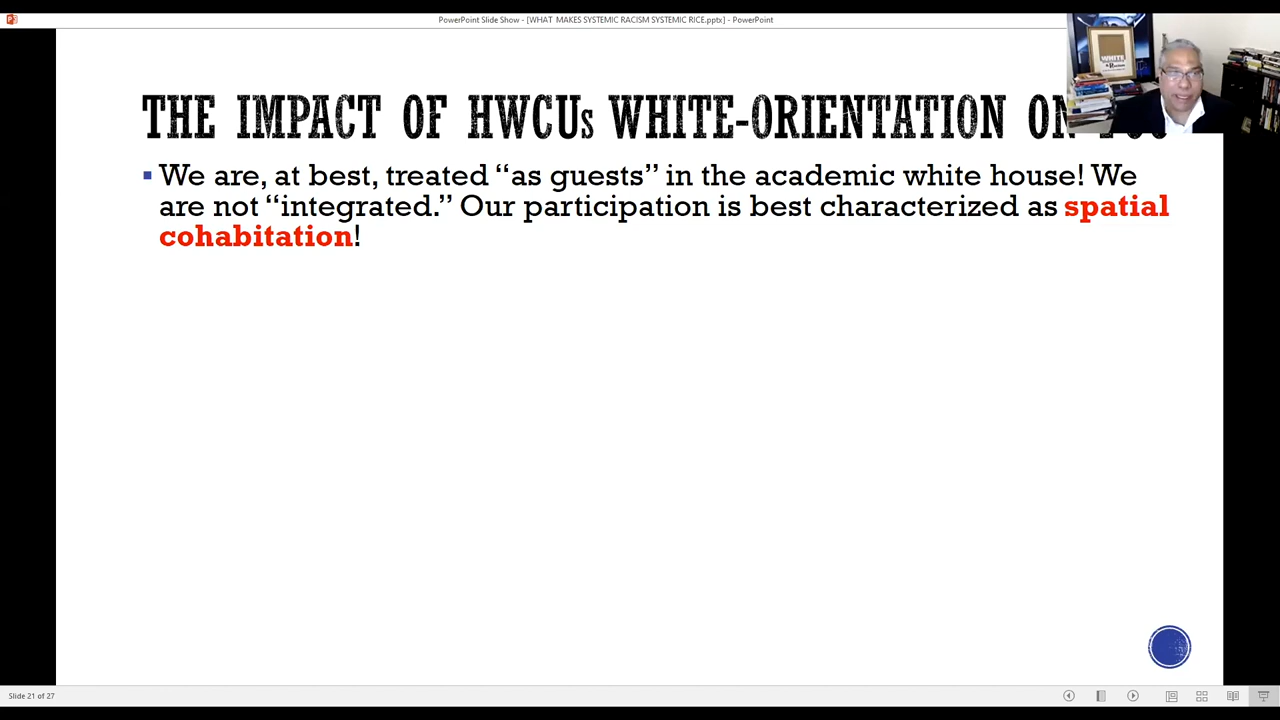 PowerPoint Slide Show - [WHAT MAKES SYSTEMIC RACISM SYSTEMIC RICE.pptx] - PowerPoint
WHITE
THE IMPACT OF HWCUs WHITE-ORIENTATION ON
▪ We are, at best, treated “as guests” in the academic white house! We
are not “integrated.” Our participation is best characterized as spatial
cohabitation!
Slide 21 of 27